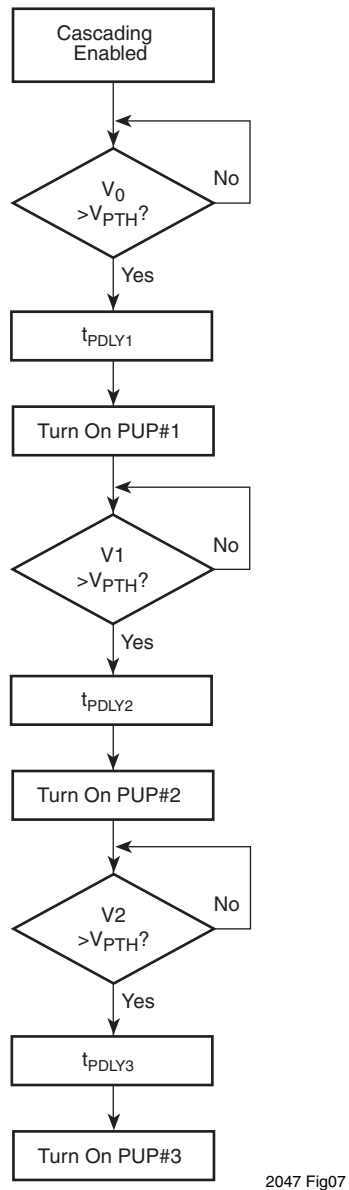 Cascading
Enabled
V0
>VPTH?
No
Yes
tPDLY1
Turn On PUP#1
V1
>VPTH?
No
Yes
tPDLY2
Turn On PUP#2
V2
>VPTH?
No
Yes
tPDLY3
Turn On PUP#3
2047 Fig07